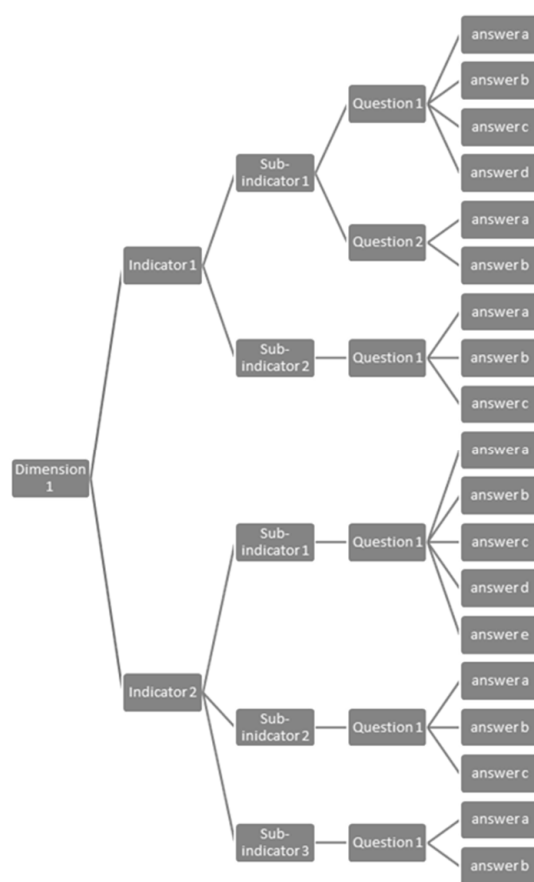 answer a
answer b
Question 1
answer c
Sub-
indicator 1
answer d
answer a
Question 2
answer b
Indicator 1
answer a
Sub-
indicator 2
Question 1
answer b
answer c
answer a
Dimension
1
answer b
Sub-
indicator 1
Question 1
answer c
answer d
answer e
answer a
Indicator 2
Sub-
inidcator 2
Question 1
answer b
answer c
answer a
Sub-
indicator 3
Question 1
answer b